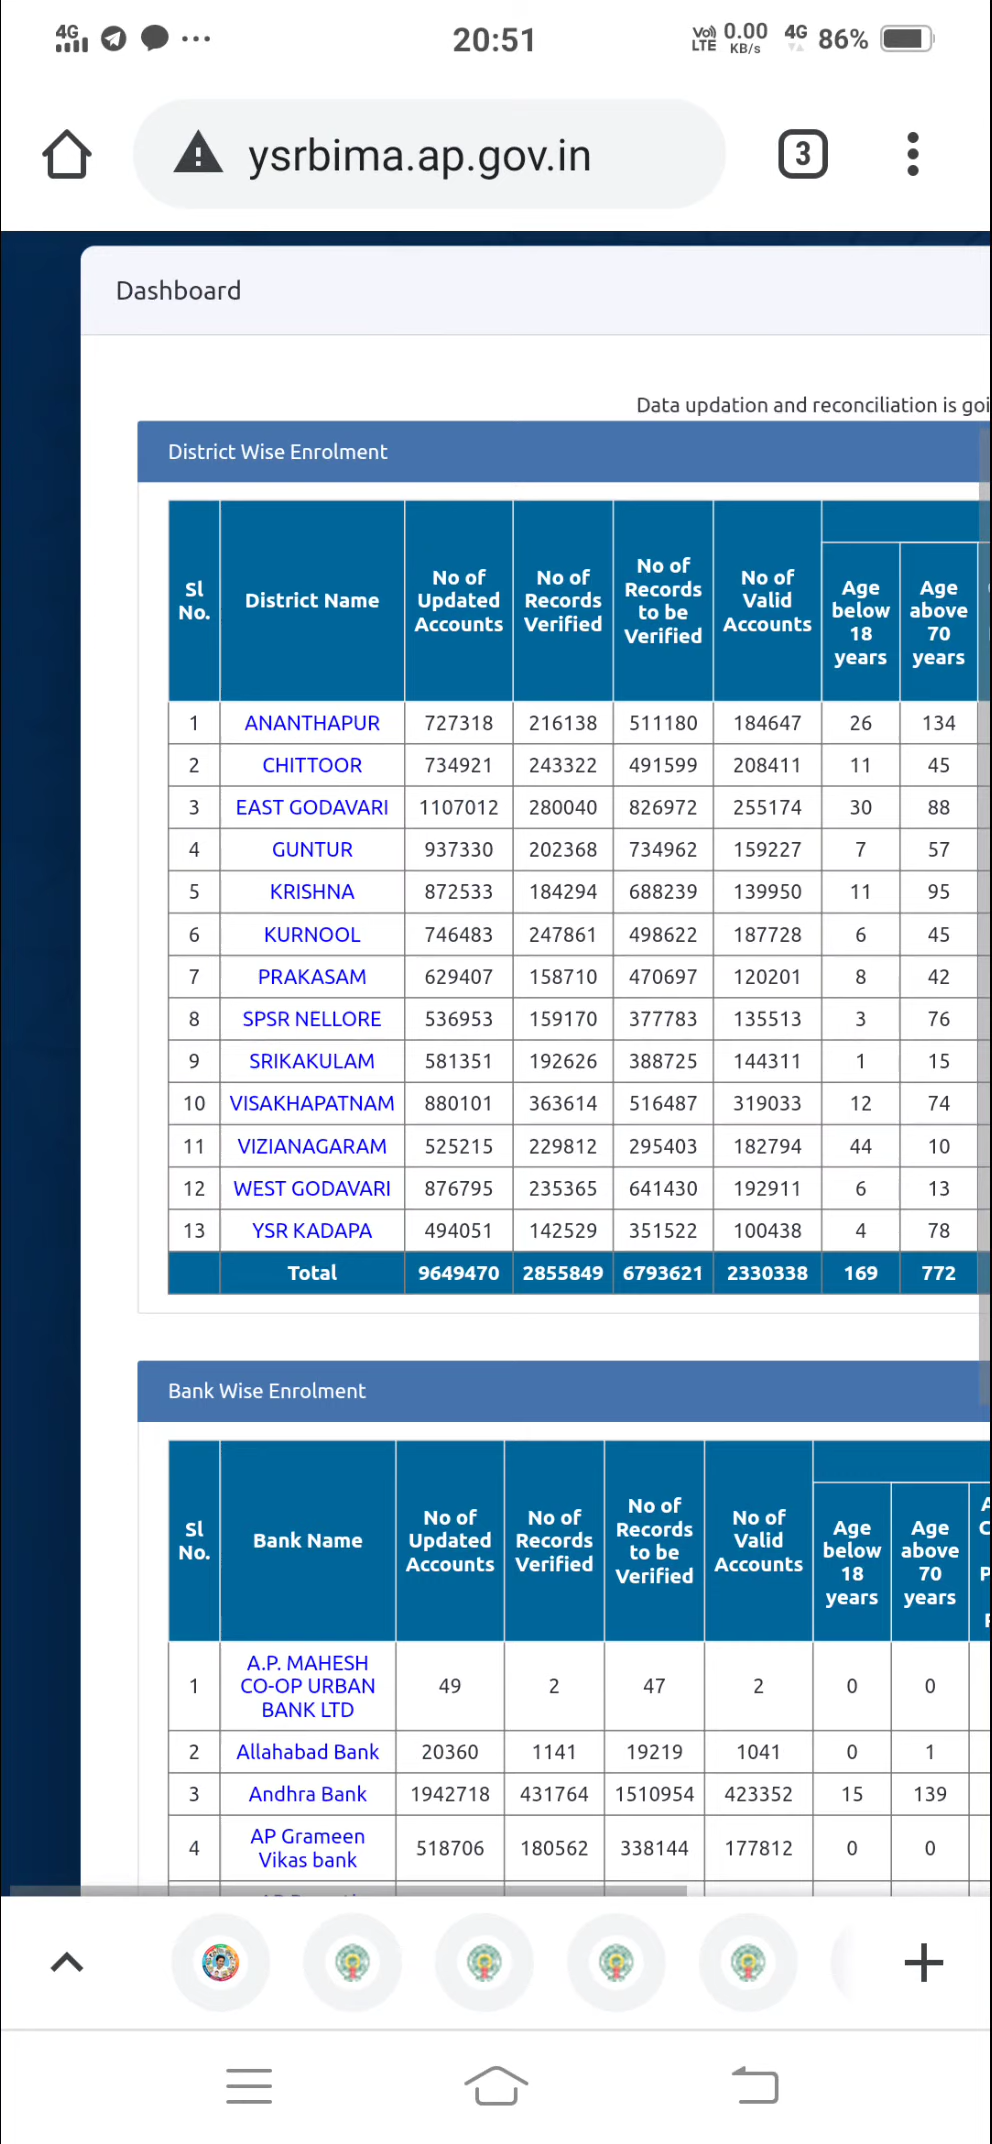 4G 20:51 Vo) LTE 0.00 KB/s 4G 86%
ysrbima.ap.gov.in 3
Dashboard
Data updation and reconciliation is goi
District Wise Enrolment
Sl No. District Name No of Updated Accounts No of Records Verified No of Records to be Verified No of Valid Accounts Age below 18 years Age above 70 years
1 ANANTHAPUR 727318 216138 511180 184647 26 134
2 CHITTOOR 734921 243322 491599 208411 11 45
3 EAST GODAVARI 1107012 280040 826972 255174 30 88
4 GUNTUR 937330 202368 734962 159227 7 57
5 KRISHNA 872533 184294 688239 139950 11 95
6 KURNOOL 746483 247861 498622 187728 6 45
7 PRAKASAM 629407 158710 470697 120201 8 42
8 SPSR NELLORE 536953 159170 377783 135513 3 76
9 SRIKAKULAM 581351 192626 388725 144311 1 15
10 VISAKHAPATNAM 880101 363614 516487 319033 12 74
11 VIZIANAGARAM 525215 229812 295403 182794 44 10
12 WEST GODAVARI 876795 235365 641430 192911 6 13
13 YSR KADAPA 494051 142529 351522 100438 4 78
Total 9649470 2855849 6793621 2330338 169 772
Bank Wise Enrolment
Sl No. Bank Name No of Updated Accounts No of Records Verified No of Records to be Verified No of Valid Accounts Age below 18 years Age above 70 years
1 A.P. MAHESH CO-OP URBAN BANK LTD 49 2 47 2 0 0
2 Allahabad Bank 20360 1141 19219 1041 0 1
3 Andhra Bank 1942718 431764 1510954 423352 15 139
4 AP Grameen Vikas bank 518706 180562 338144 177812 0 0